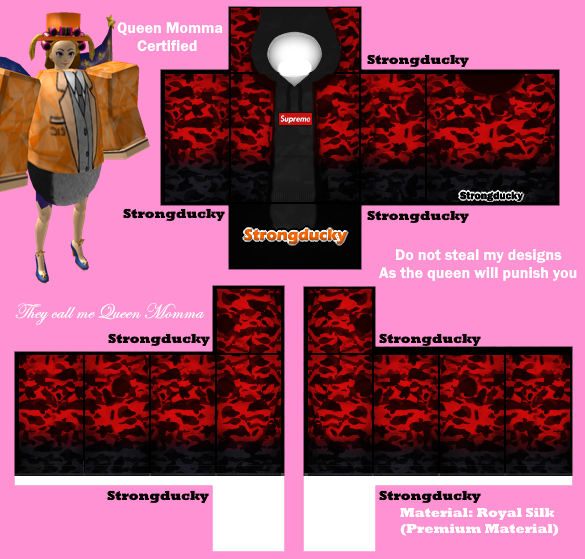 Queen Momma
Certified
Strongducky
Supreme
Strongducky
Strongducky
Strongducky
Strongducky
Do not steal my designs
As the queen will punish you
They call me Queen Momma
Strongducky
Strongducky
Strongducky
Strongducky
Material: Royal Silk
(Premium Material)